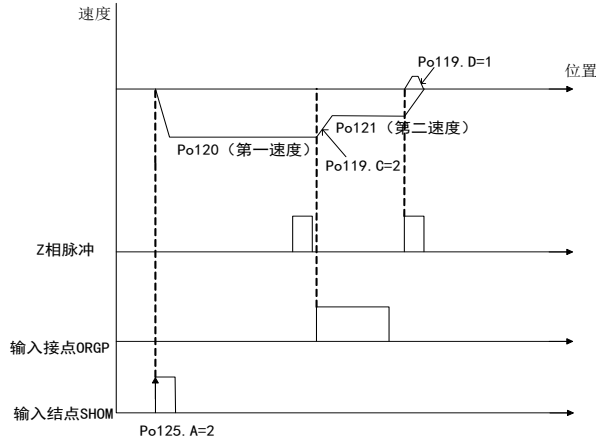 速度
Po119.D=1
位置
Po120（第一速度）
Po121（第二速度）
Po119.C=2
Z相脉冲
输入接点ORGP
输入结点SHOM
Po125.A=2